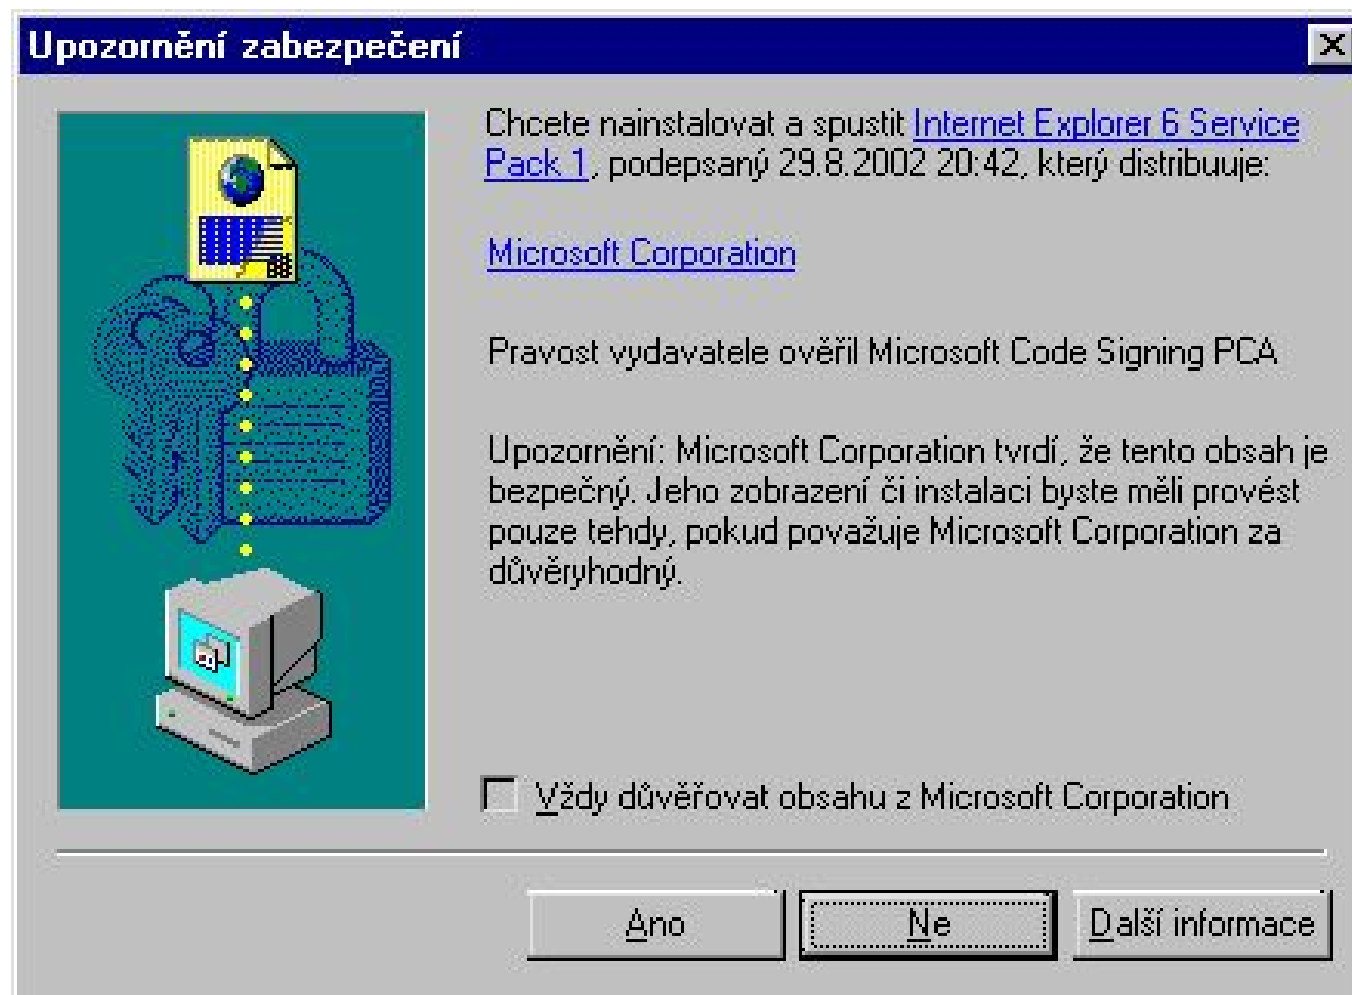 Upozornění zabezpečení
Chcete nainstalovat a spustit Internet Explorer 6 Service
Pack 1, podepsaný 29.8.2002 20:42, který distribuuje:
Microsoft Corporation
Pravost vydavatele ověřil Microsoft Code Signing PCA
Upozornění: Microsoft Corporation tvrdí, že tento obsah je
bezpečný. Jeho zobrazení či instalaci byste měli provést
pouze tehdy, pokud považuje Microsoft Corporation za
důvěryhodný.
Vždy důvěřovat obsahu z Microsoft Corporation
Ano
Ne
Další informace